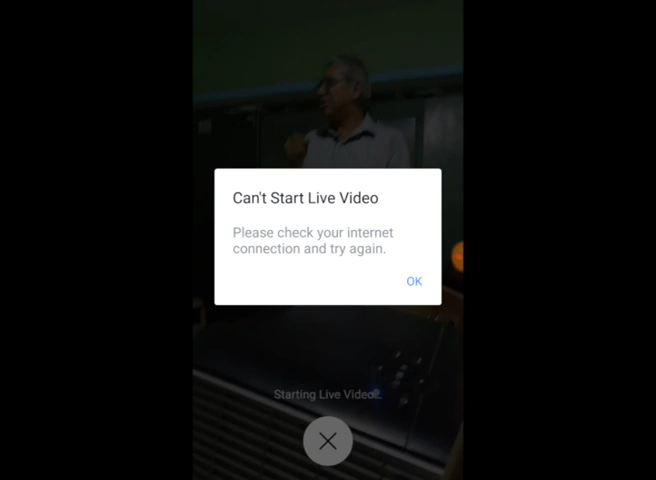 Can't Start Live Video
Please check your internet
connection and try again.
OK
Starting Live Video...